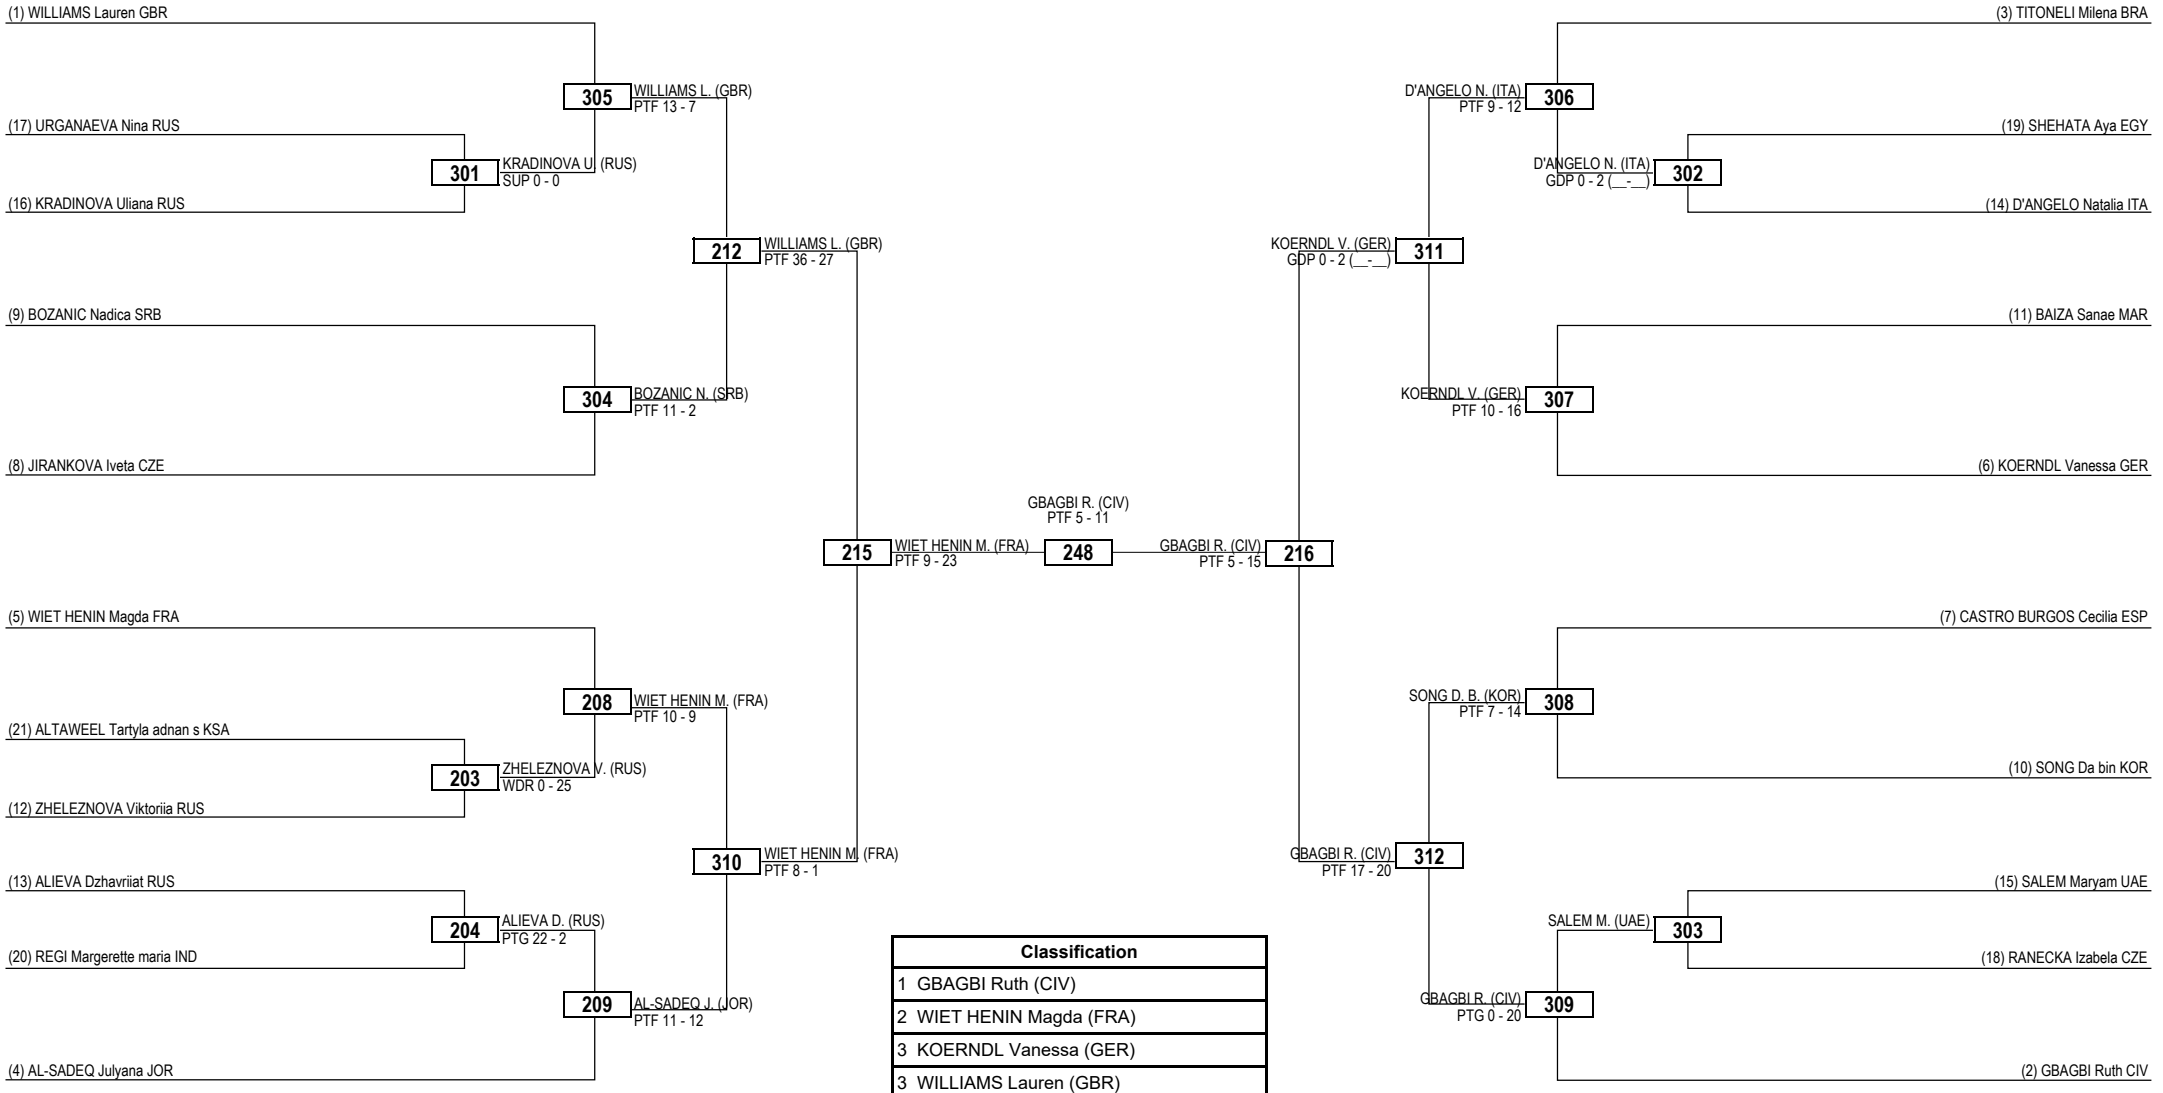 (1) WILLIAMS Lauren GBR
305
WILLIAMS L. (GBR)
PTF 13 - 7
(17) URGANAEVA Nina RUS
301
KRADINOVA U. (RUS)
SUP 0 - 0
(16) KRADINOVA Uliana RUS
212
WILLIAMS L. (GBR)
PTF 36 - 27
(9) BOZANIC Nadica SRB
304
BOZANIC N. (SRB)
PTF 11 - 2
(8) JIRANKOVA Iveta CZE
215
WIET HENIN M. (FRA)
PTF 9 - 23
(5) WIET HENIN Magda FRA
208
WIET HENIN M. (FRA)
PTF 10 - 9
(21) ALTAWEEL Tartyla adnan s KSA
203
ZHELEZNOVA V. (RUS)
WDR 0 - 25
(12) ZHELEZNOVA Viktoriia RUS
310
WIET HENIN M. (FRA)
PTF 8 - 1
(13) ALIEVA Dzhavriiat RUS
204
ALIEVA D. (RUS)
PTG 22 - 2
(20) REGI Margerette maria IND
209
AL-SADEQ J. (JOR)
PTF 11 - 12
(4) AL-SADEQ Julyana JOR
GBAGBI R. (CIV)
PTF 5 - 11
248
(3) TITONELI Milena BRA
D'ANGELO N. (ITA)
PTF 9 - 12
306
(19) SHEHATA Aya EGY
D'ANGELO N. (ITA)
GDP 0 - 2 (__-__)
302
(14) D'ANGELO Natalia ITA
KOERNDL V. (GER)
GDP 0 - 2 (__-__)
311
(11) BAIZA Sanae MAR
KOERNDL V. (GER)
PTF 10 - 16
307
(6) KOERNDL Vanessa GER
GBAGBI R. (CIV)
PTF 5 - 15
216
(7) CASTRO BURGOS Cecilia ESP
SONG D. B. (KOR)
PTF 7 - 14
308
(10) SONG Da bin KOR
GBAGBI R. (CIV)
PTF 17 - 20
312
(15) SALEM Maryam UAE
SALEM M. (UAE)
303
(18) RANECKA Izabela CZE
GBAGBI R. (CIV)
PTG 0 - 20
309
(2) GBAGBI Ruth CIV
Classification
1 GBAGBI Ruth (CIV)
2 WIET HENIN Magda (FRA)
3 KOERNDL Vanessa (GER)
3 WILLIAMS Lauren (GBR)